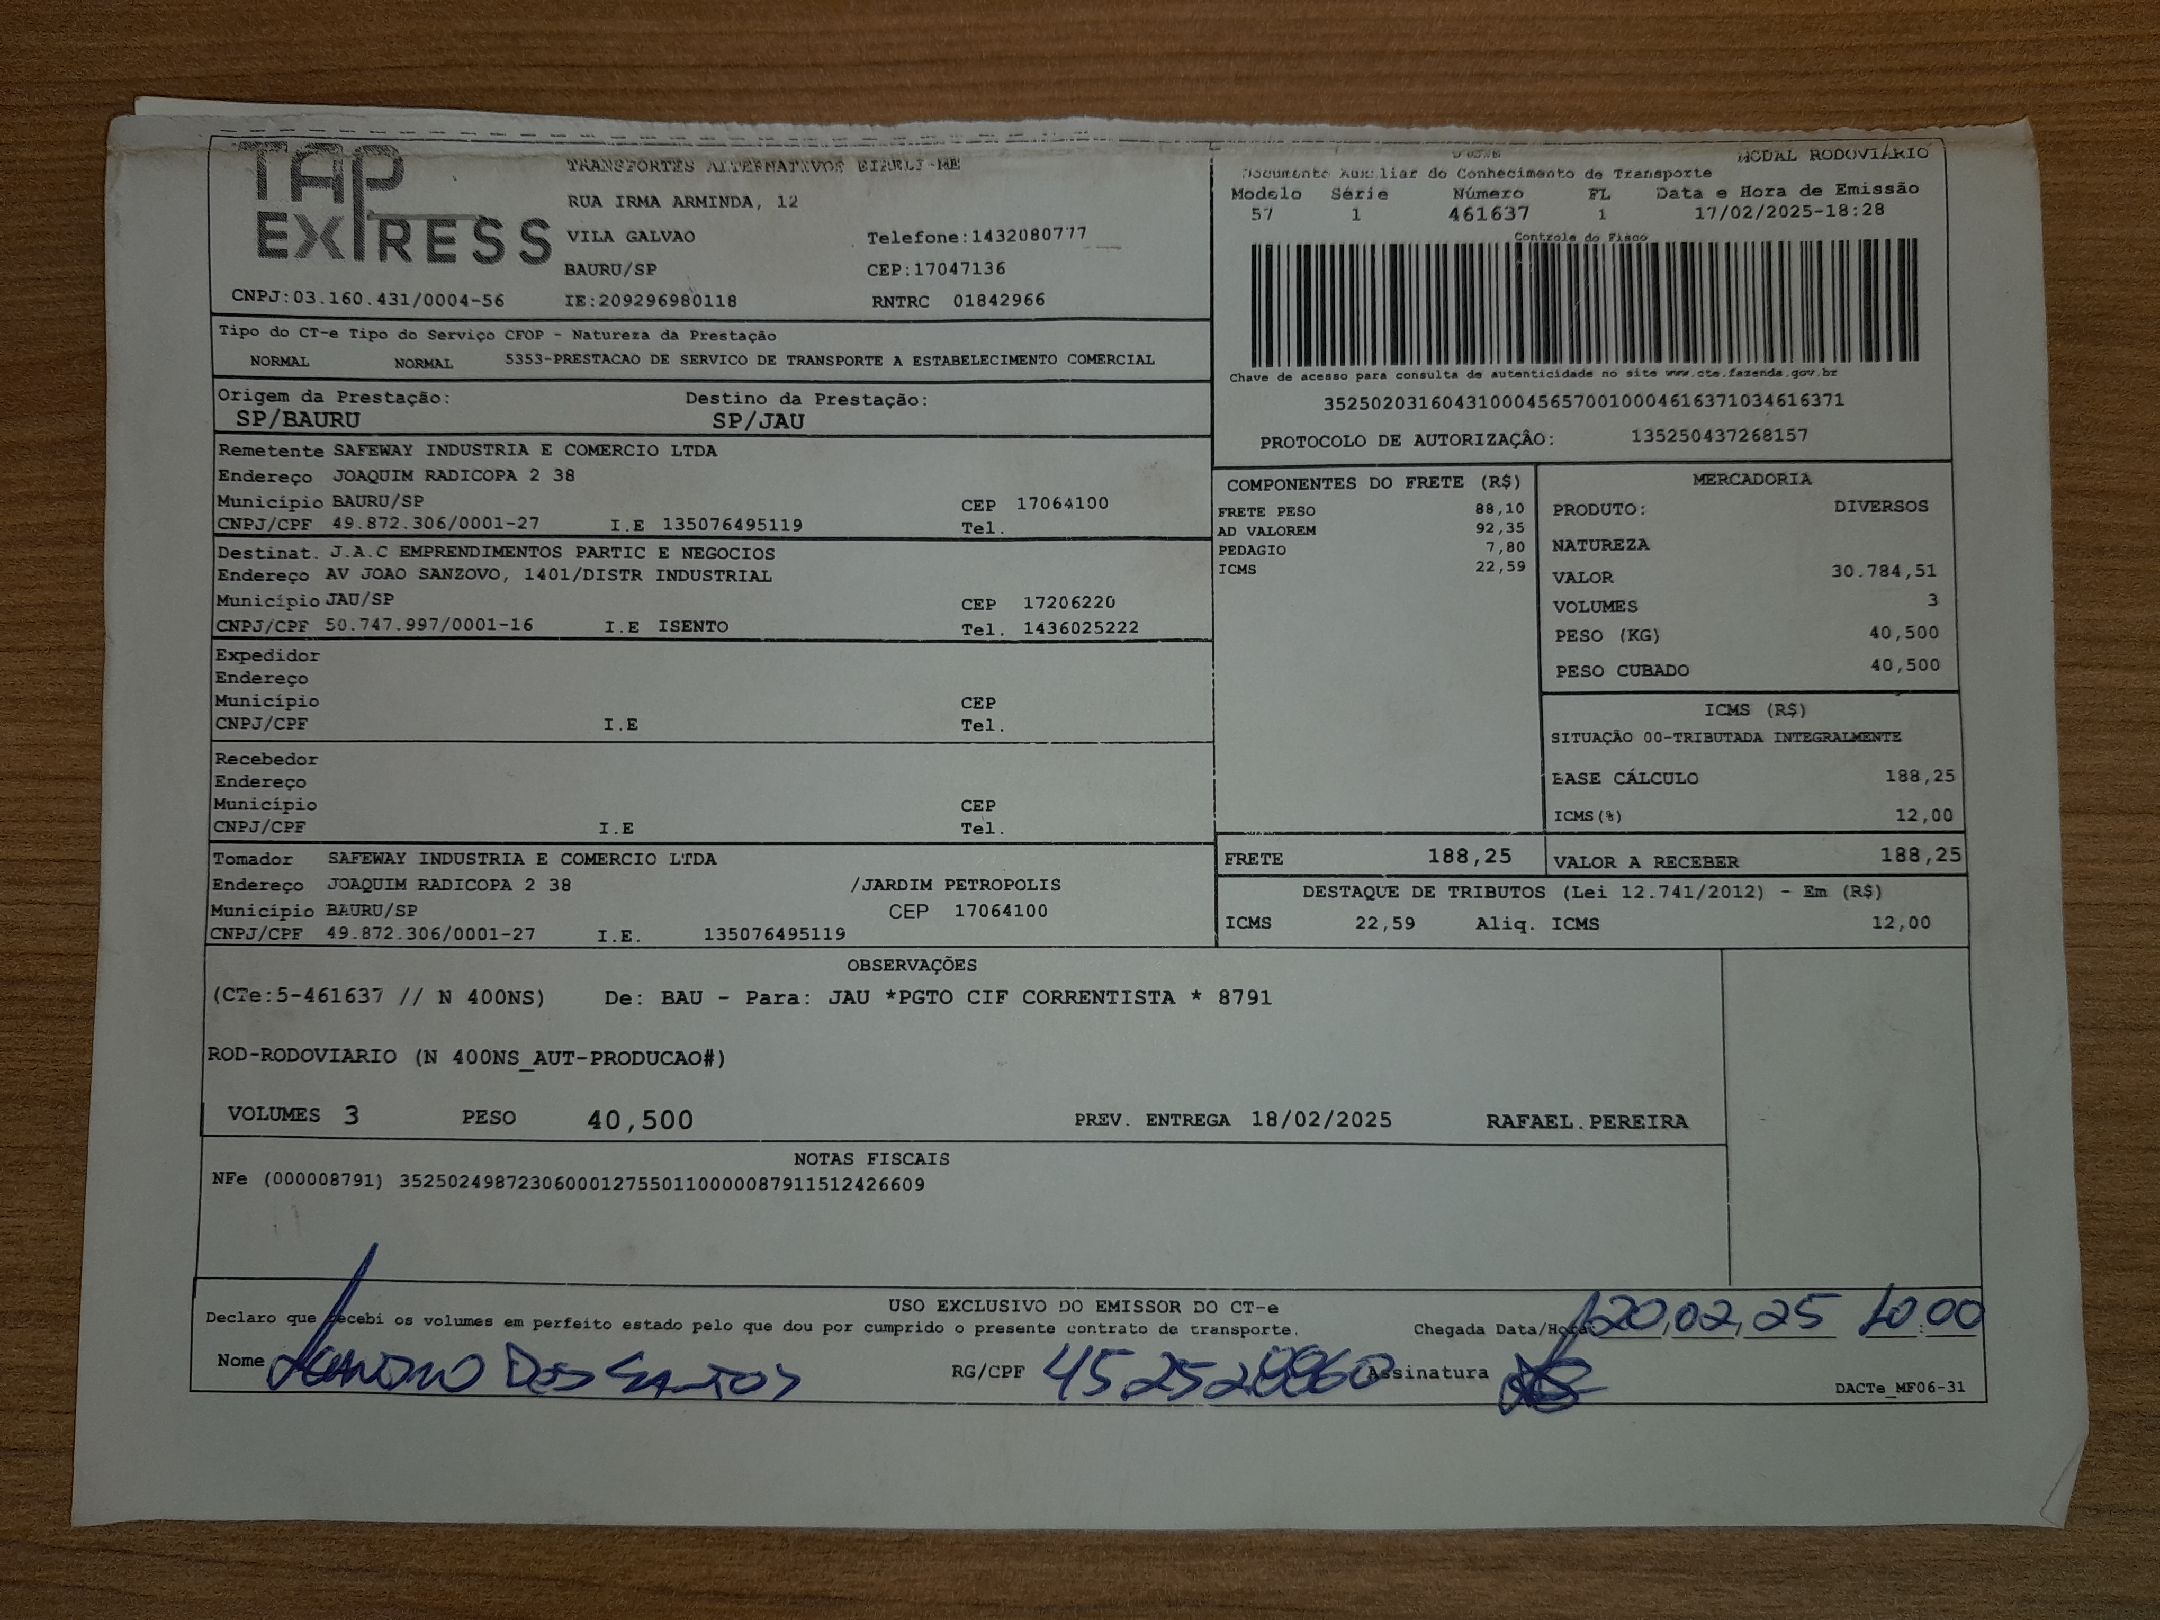 TAP EXPRESS
TRANSPORTES ALTERNATIVOS EIRELI-ME
RUA IRMA ARMINDA, 12
VILA GALVAO Telefone:1432080777
BAURU/SP CEP:17047136
CNPJ:03.160.431/0004-56 IE:209296980118 RNTRC 01842966
MODAL RODOVIÁRIO
Documento Auxiliar do Conhecimento de Transporte
Modelo Série Número FL Data e Hora de Emissão
57 1 461637 1 17/02/2025-18:28
Controle do Fisco
Chave de acesso para consulta de autenticidade no site www.cte.fazenda.gov.br
35250203160431000456570010004616371034616371
PROTOCOLO DE AUTORIZAÇÂO: 135250437268157
Tipo do CT-e Tipo do Serviço CFOP - Natureza da Prestação
NORMAL NORMAL 5353-PRESTACAO DE SERVICO DE TRANSPORTE A ESTABELECIMENTO COMERCIAL
Origem da Prestação: Destino da Prestação:
SP/BAURU SP/JAU
Remetente SAFEWAY INDUSTRIA E COMERCIO LTDA
Endereço JOAQUIM RADICOPA 2 38
Município BAURU/SP CEP 17064100
CNPJ/CPF 49.872.306/0001-27 I.E 135076495119 Tel.
Destinat. J.A.C EMPRENDIMENTOS PARTIC E NEGOCIOS
Endereço AV JOAO SANZOVO, 1401/DISTR INDUSTRIAL
Município JAU/SP CEP 17206220
CNPJ/CPF 50.747.997/0001-16 I.E ISENTO Tel. 1436025222
Expedidor
Endereço
Município CEP
CNPJ/CPF I.E Tel.
Recebedor
Endereço
Município CEP
CNPJ/CPF I.E Tel.
Tomador SAFEWAY INDUSTRIA E COMERCIO LTDA
Endereço JOAQUIM RADICOPA 2 38 /JARDIM PETROPOLIS
Município BAURU/SP CEP 17064100
CNPJ/CPF 49.872.306/0001-27 I.E. 135076495119
COMPONENTES DO FRETE (R$)
FRETE PESO 88,10
AD VALOREM 92,35
PEDAGIO 7,80
ICMS 22,59
MERCADORIA
PRODUTO: DIVERSOS
NATUREZA
VALOR 30.784,51
VOLUMES 3
PESO (KG) 40,500
PESO CUBADO 40,500
ICMS (R$)
SITUAÇÃO 00-TRIBUTADA INTEGRALMENTE
BASE CÁLCULO 188,25
ICMS(%) 12,00
FRETE 188,25 VALOR A RECEBER 188,25
DESTAQUE DE TRIBUTOS (Lei 12.741/2012) - Em (R$)
ICMS 22,59 Aliq. ICMS 12,00
OBSERVAÇÕES
(CTe:5-461637 // N 400NS) De: BAU - Para: JAU *PGTO CIF CORRENTISTA * 8791
ROD-RODOVIARIO (N 400NS_AUT-PRODUCAO#)
VOLUMES 3 PESO 40,500 PREV. ENTREGA 18/02/2025 RAFAEL.PEREIRA
NOTAS FISCAIS
NFe (000008791) 35250249872306000127550110000087911512426609
USO EXCLUSIVO DO EMISSOR DO CT-e
Declaro que recebi os volumes em perfeito estado pelo que dou por cumprido o presente contrato de transporte. Chegada Data/Hora: 20,02,25 10:00
Nome Leandro Dos Santos RG/CPF Assinatura
DACTe_MF06-31